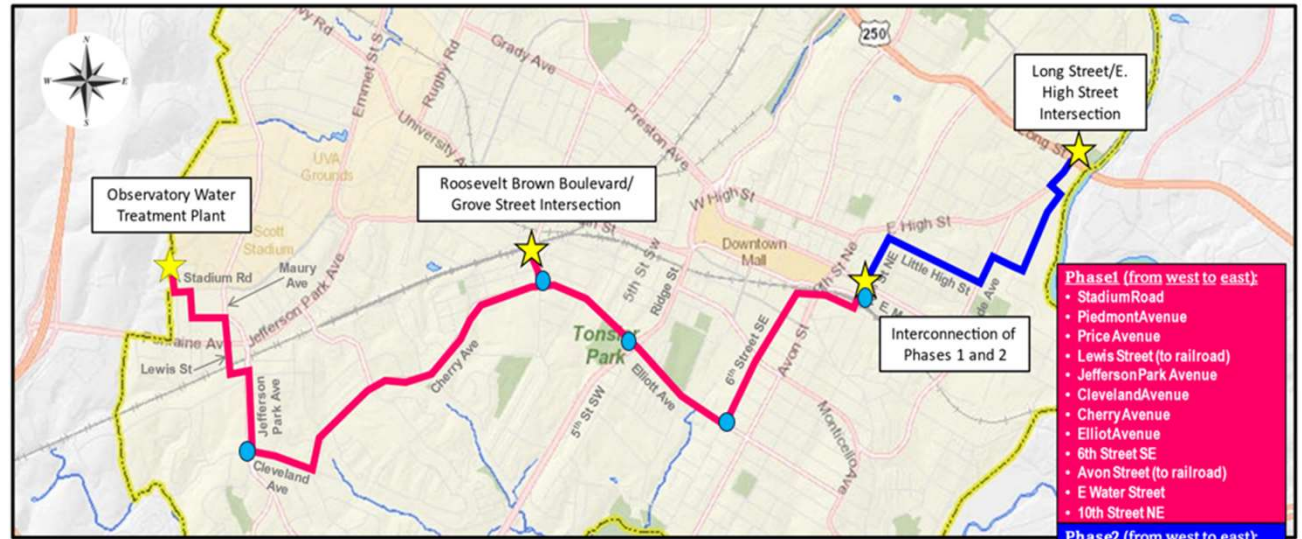 N
W
E
S
Ivy Rd
Emmet St S
Rugby Rd
Grady Ave
250
Long Street/E.
High Street
Intersection
Long St
University A
Preston Ave
UVA
Grounds
Observatory Water
Treatment Plant
Roosevelt Brown Boulevard/
Grove Street Intersection
W High St
E High St
Scott
Stadium
Stadium Rd
Maury
Ave
Downtown
Mall
Little High St
5th St SW
Ridge St
Jefferson Park Ave
Lewis St
Tonsler
Park
Interconnection of
Phases 1 and 2
Cherry Ave
Elliott Ave
6th Street SE
Avon St
Jefferson
Park Ave
5th St SW
Monticello Ave
Cleveland
Ave
Phase1 (from west to east):
• StadiumRoad
• PiedmontAvenue
• Price Avenue
• Lewis Street (to railroad)
• JeffersonPark Avenue
• ClevelandAvenue
• CherryAvenue
• ElliotAvenue
• 6th Street SE
• Avon Street (to railroad)
• E Water Street
• 10th Street NE
Phase2 (from west to east):